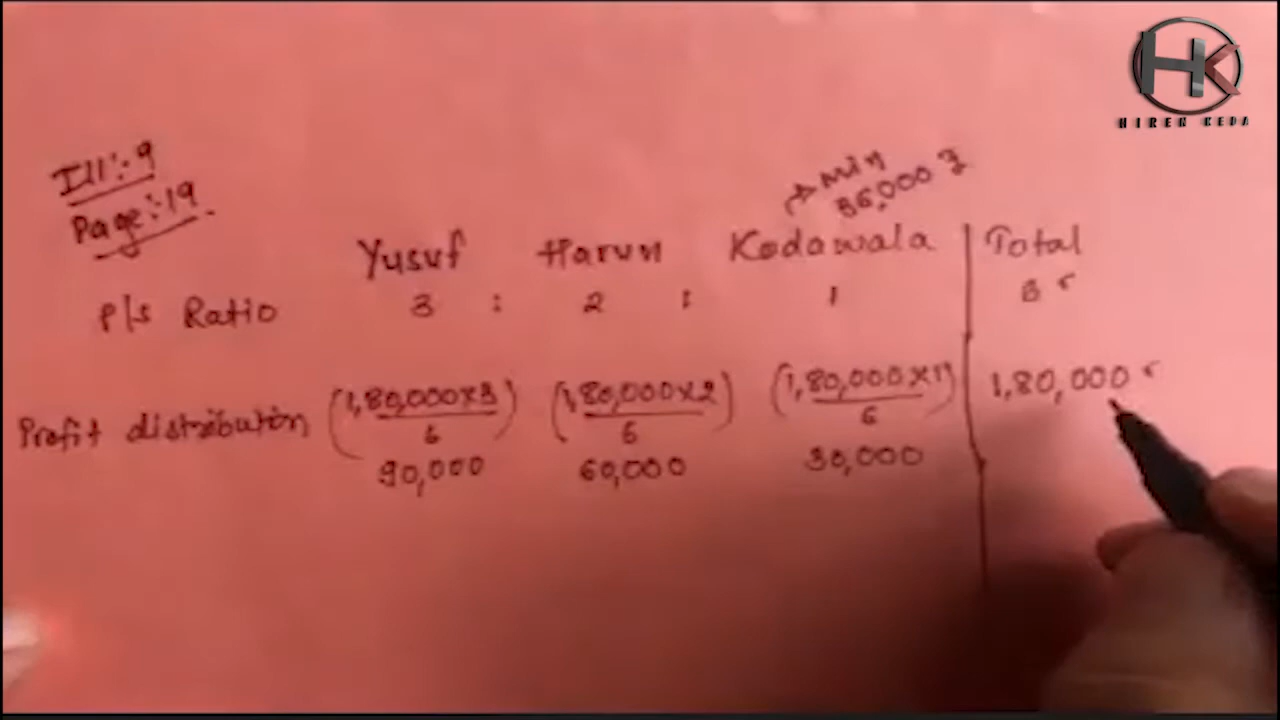 HK
HIREN KEDA
Ill:-9
Page:-19.
→ Min
36,000 ₹
Yusuf Harun Kodawala Total
P/s Ratio 3 : 2 : 1 6
Profit distribution (1,80,000×3/6) (1,80,000×2/6) (1,80,000×1/6) 1,80,000
90,000 60,000 30,000